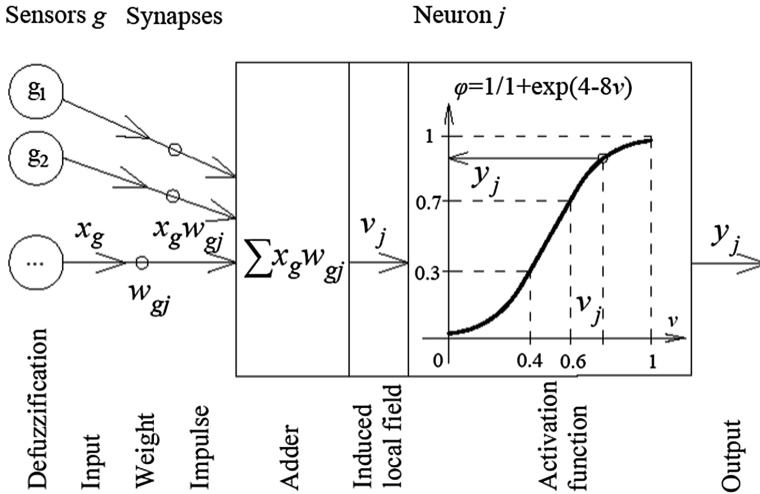 Sensors g Synapses Neuron j
g1
g2
...
xg
xgwgj
wgj
∑xgwgj
vj
φ=1/1+exp(4-8v)
1
yj
0.7
0.3
vj
v
0
0.4
0.6
1
yj
Defuzzification
Input
Weight
Impulse
Adder
Induced
local field
Activation
function
Output